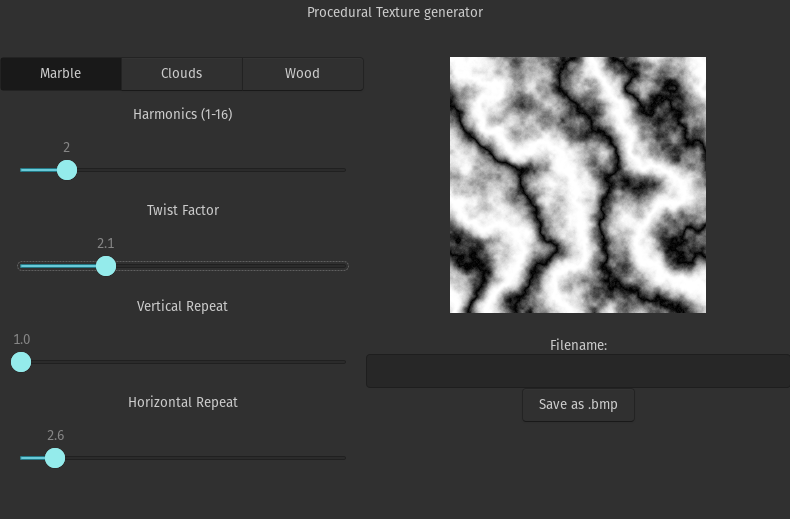 Procedural Texture generator
Marble Clouds Wood
Harmonics (1-16)
2
Twist Factor
2.1
Vertical Repeat
1.0
Horizontal Repeat
2.6
Filename:
Save as .bmp